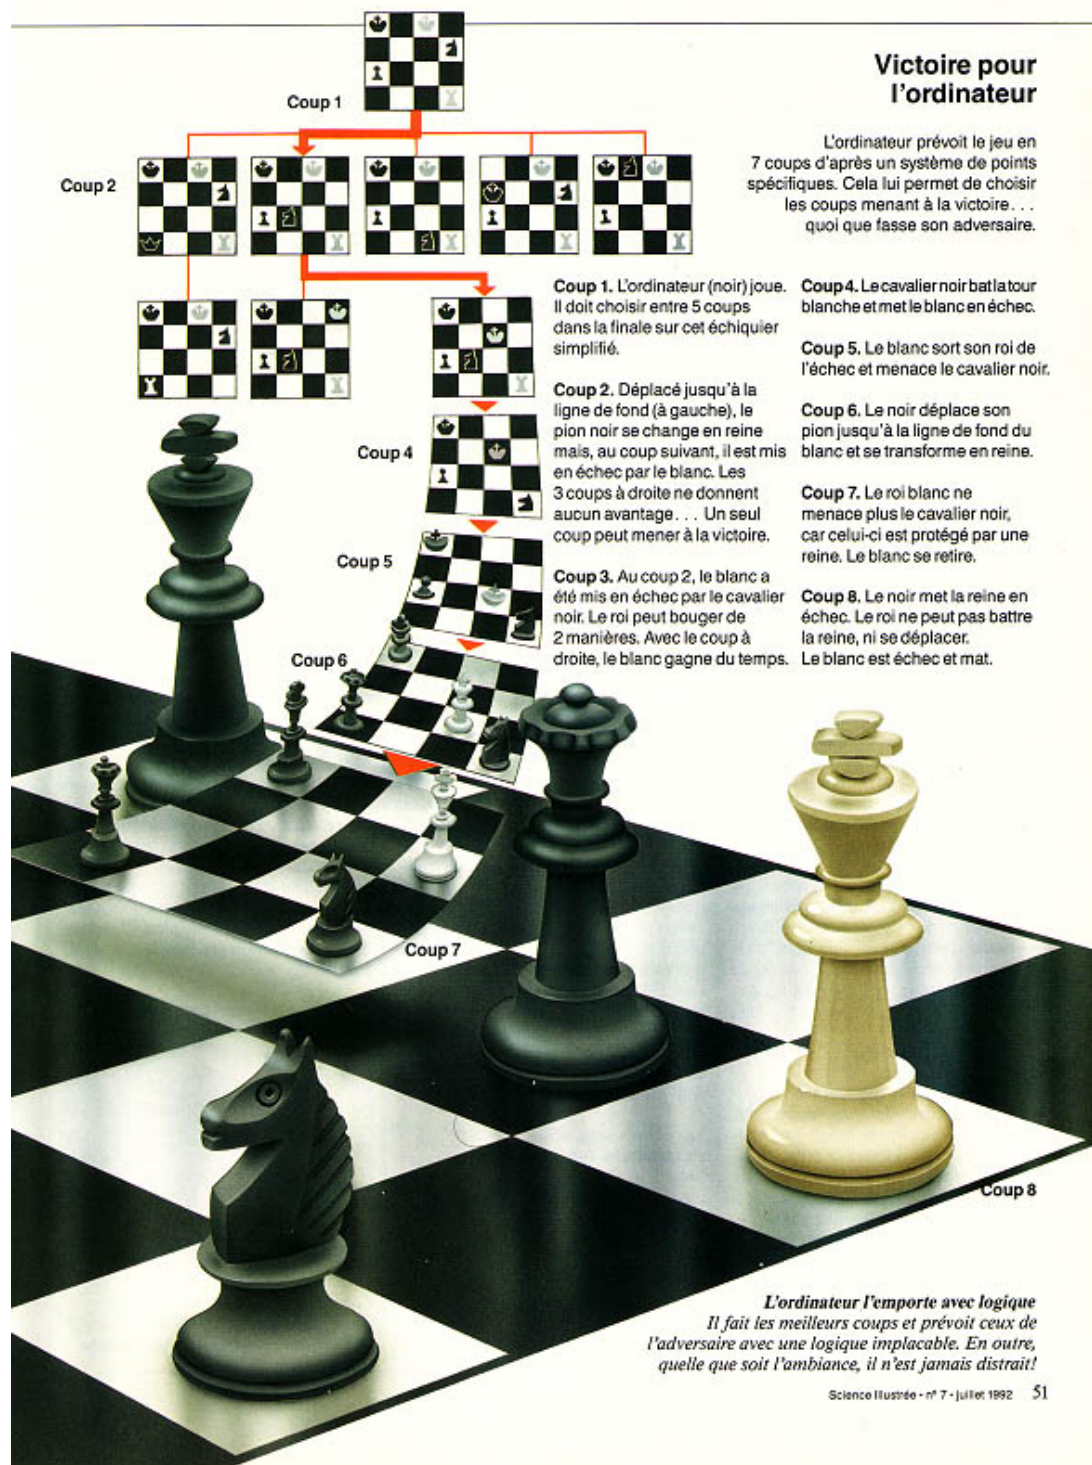 Victoire pour
l'ordinateur
L'ordinateur prévoit le jeu en
7 coups d'après un système de points
spécifiques. Cela lui permet de choisir
les coups menant à la victoire...
quoi que fasse son adversaire.
Coup 1
Coup 2
Coup 4
Coup 5
Coup 6
Coup 7
Coup 8
Coup 1. L'ordinateur (noir) joue.
Il doit choisir entre 5 coups
dans la finale sur cet échiquier
simplifié.
Coup 2. Déplacé jusqu'à la
ligne de fond (à gauche), le
pion noir se change en reine
mais, au coup suivant, il est mis
en échec par le blanc. Les
3 coups à droite ne donnent
aucun avantage... Un seul
coup peut mener à la victoire.
Coup 3. Au coup 2, le blanc a
été mis en échec par le cavalier
noir. Le roi peut bouger de
2 manières. Avec le coup à
droite, le blanc gagne du temps.
Coup 4. Le cavalier noir bat la tour
blanche et met le blanc en échec.
Coup 5. Le blanc sort son roi de
l'échec et menace le cavalier noir.
Coup 6. Le noir déplace son
pion jusqu'à la ligne de fond du
blanc et se transforme en reine.
Coup 7. Le roi blanc ne
menace plus le cavalier noir,
car celui-ci est protégé par une
reine. Le blanc se retire.
Coup 8. Le noir met la reine en
échec. Le roi ne peut pas battre
la reine, ni se déplacer.
Le blanc est échec et mat.
L'ordinateur l'emporte avec logique
Il fait les meilleurs coups et prévoit ceux de
l'adversaire avec une logique implacable. En outre,
quelle que soit l'ambiance, il n'est jamais distrait!
Science Illustrée - n° 7 - juillet 1992 51